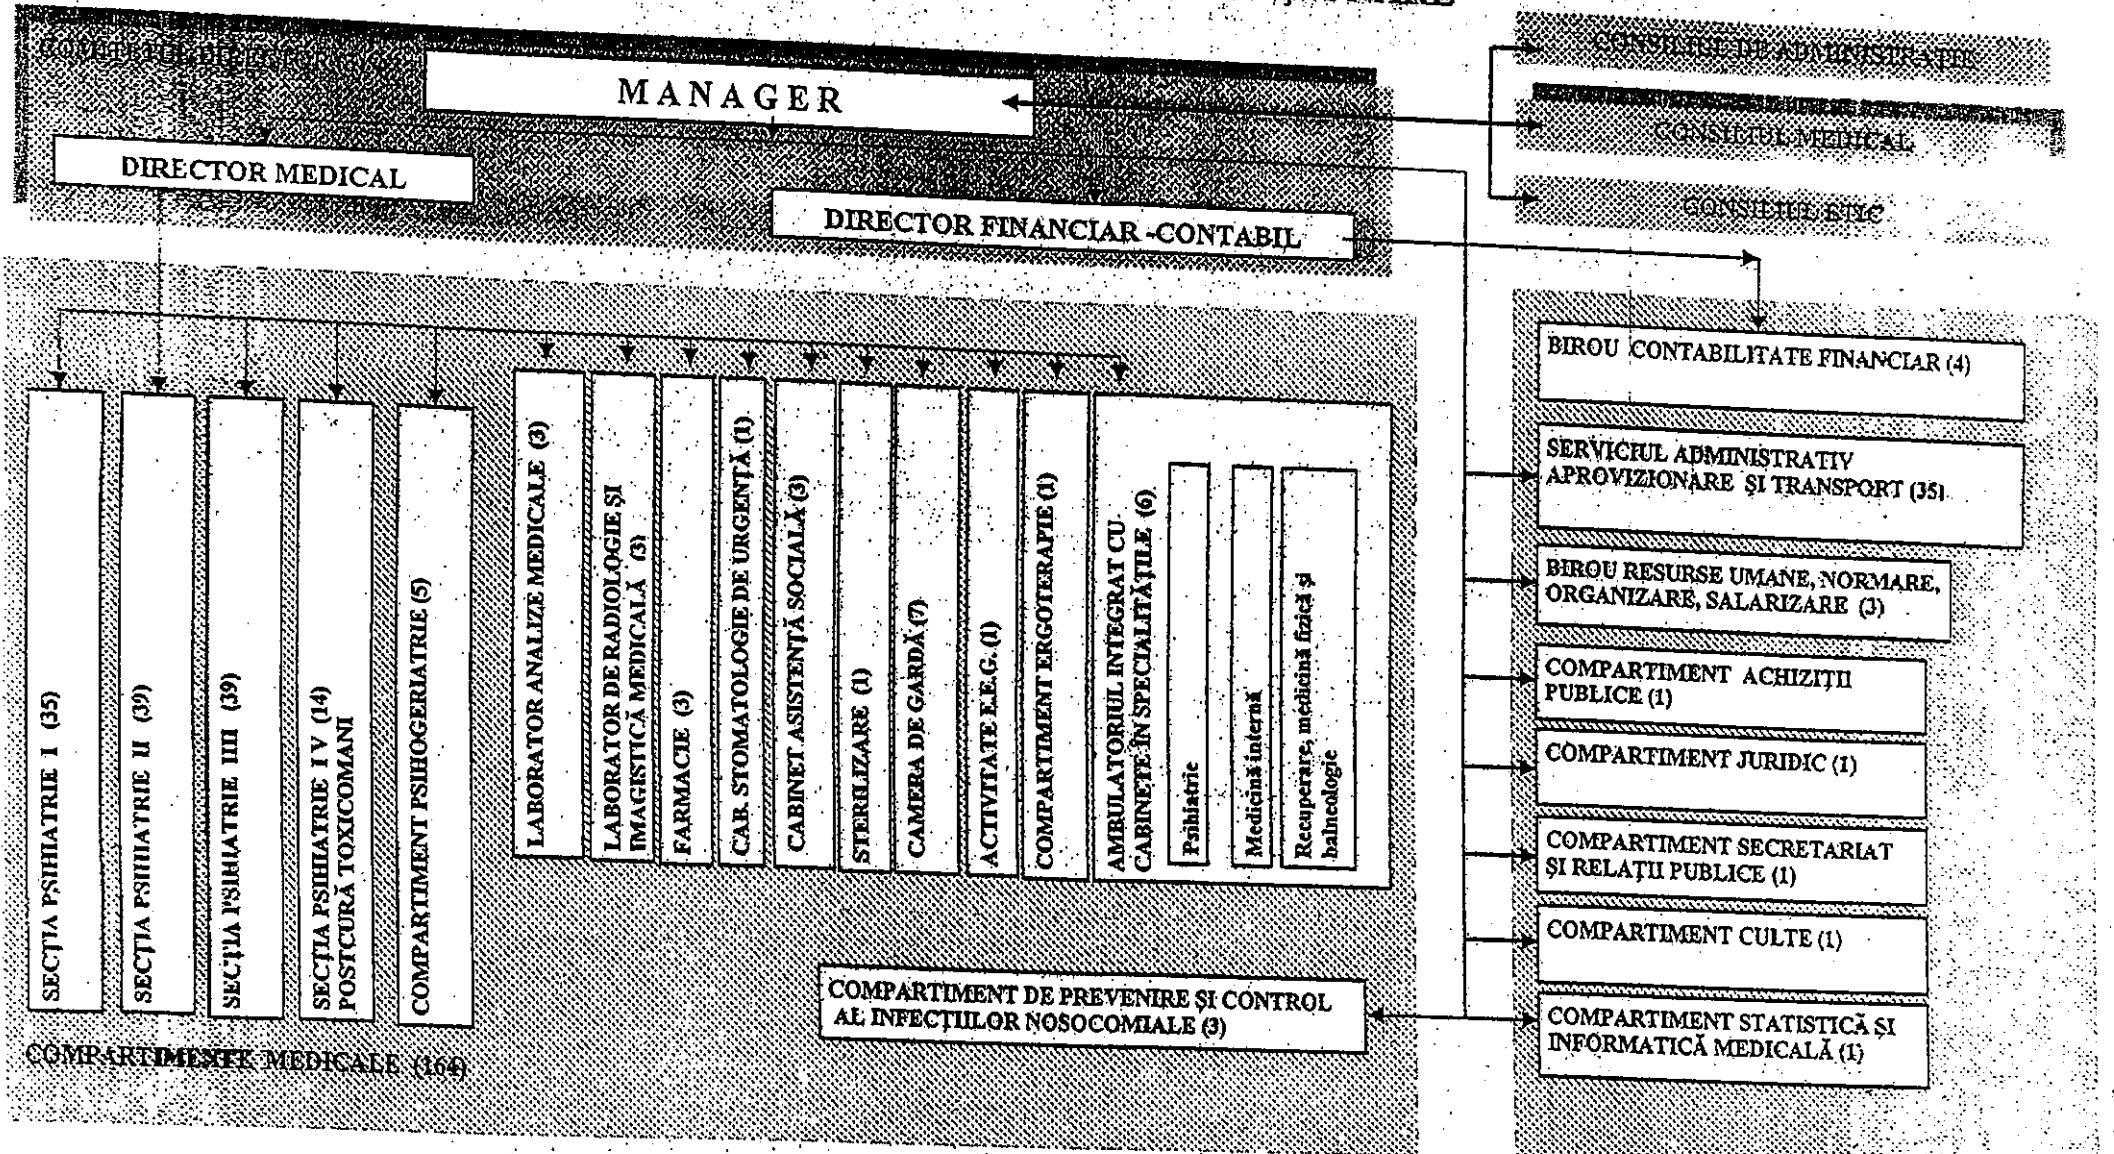 CONSILIUL DE ADMINISTRAȚIE
MANAGER
CONSILIUL MEDICAL
DIRECTOR MEDICAL
CONSILIUL ETIC
DIRECTOR FINANCIAR -CONTABIL
SECȚIA PSIHIATRIE I (35)
SECȚIA PSIHIATRIE II (39)
SECȚIA PSIHIATRIE III (39)
SECȚIA PSIHIATRIE I V (14)
POSTCURĂ TOXICOMANI
COMPARTIMENT PSIHOGERIATRIE (5)
LABORATOR ANALIZE MEDICALE (3)
LABORATOR DE RADIOLOGIE ȘI
IMAGISTICĂ MEDICALĂ (3)
FARMACIE (3)
CAB. STOMATOLOGIE DE URGENȚĂ (1)
CABINET ASISTENȚĂ SOCIALĂ (3)
STERILIZARE (1)
CAMERA DE GARDĂ (7)
ACTIVITATE E.E.G. (1)
COMPARTIMENT ERGOTERAPIE (1)
AMBULATORIUL INTEGRAT CU
CABINETE ÎN SPECIALITĂȚILE (6)
Psihiatrie
Medicină internă
Recuperare, medicină fizică și
balneologie
COMPARTIMENT DE PREVENIRE ȘI CONTROL
AL INFECȚIILOR NOSOCOMIALE (3)
COMPARTIMENTE MEDICALE (164)
BIROU CONTABILITATE FINANCIAR (4)
SERVICIUL ADMINISTRATIV
APROVIZIONARE ȘI TRANSPORT (35)
BIROU RESURSE UMANE, NORMARE,
ORGANIZARE, SALARIZARE (3)
COMPARTIMENT ACHIZIȚII
PUBLICE (1)
COMPARTIMENT JURIDIC (1)
COMPARTIMENT SECRETARIAT
ȘI RELAȚII PUBLICE (1)
COMPARTIMENT CULTE (1)
COMPARTIMENT STATISTICĂ ȘI
INFORMATICĂ MEDICALĂ (1)